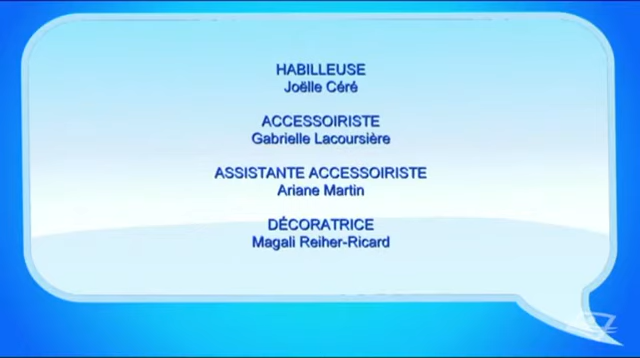 HABILLEUSE
Joëlle Céré
ACCESSOIRISTE
Gabrielle Lacoursière
ASSISTANTE ACCESSOIRISTE
Ariane Martin
DÉCORATRICE
Magali Reiher-Ricard